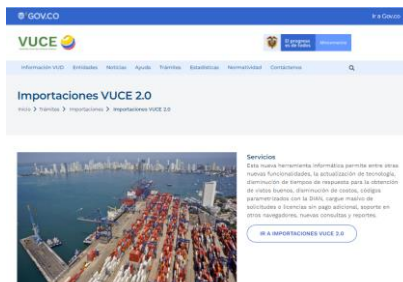 GOV.CO
Ir a Gov.co
VUCE
El progreso
es de todos
Mincomercio
Información VUCE Entidades Noticias Ayuda Trámites Estadísticas Normatividad Contáctenos
Importaciones VUCE 2.0
Inicio > Trámites > Importaciones > Importaciones VUCE 2.0
Servicios
Esta nueva herramienta informática permite entre otras
nuevas funcionalidades, la actualización de tecnología,
disminución de tiempos de respuesta para la obtención
de vistos buenos, disminución de costos, códigos
parametrizados con la DIAN, cargue masivo de
solicitudes o licencias sin pago adicional, soporte en
otros navegadores, nuevas consultas y reportes.
IR A IMPORTACIONES VUCE 2.0